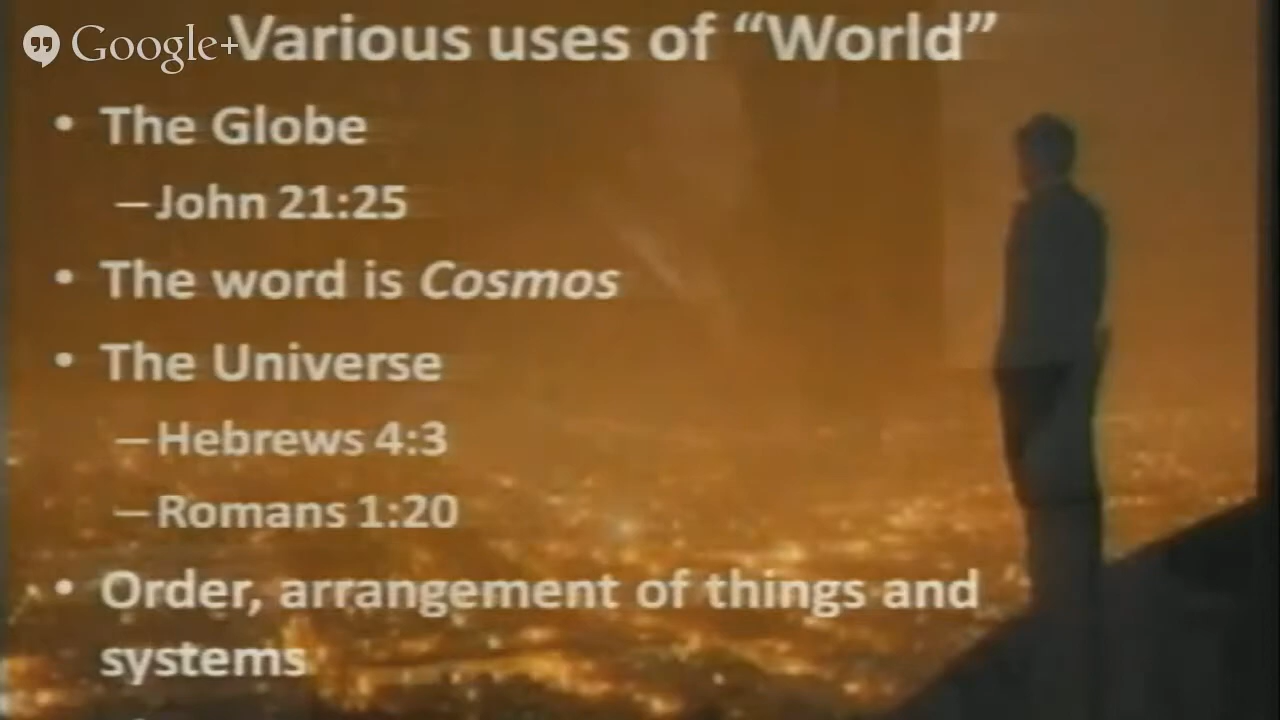 Google+
Various uses of “World”
• The Globe
– John 21:25
• The word is Cosmos
• The Universe
– Hebrews 4:3
– Romans 1:20
• Order, arrangement of things and
systems